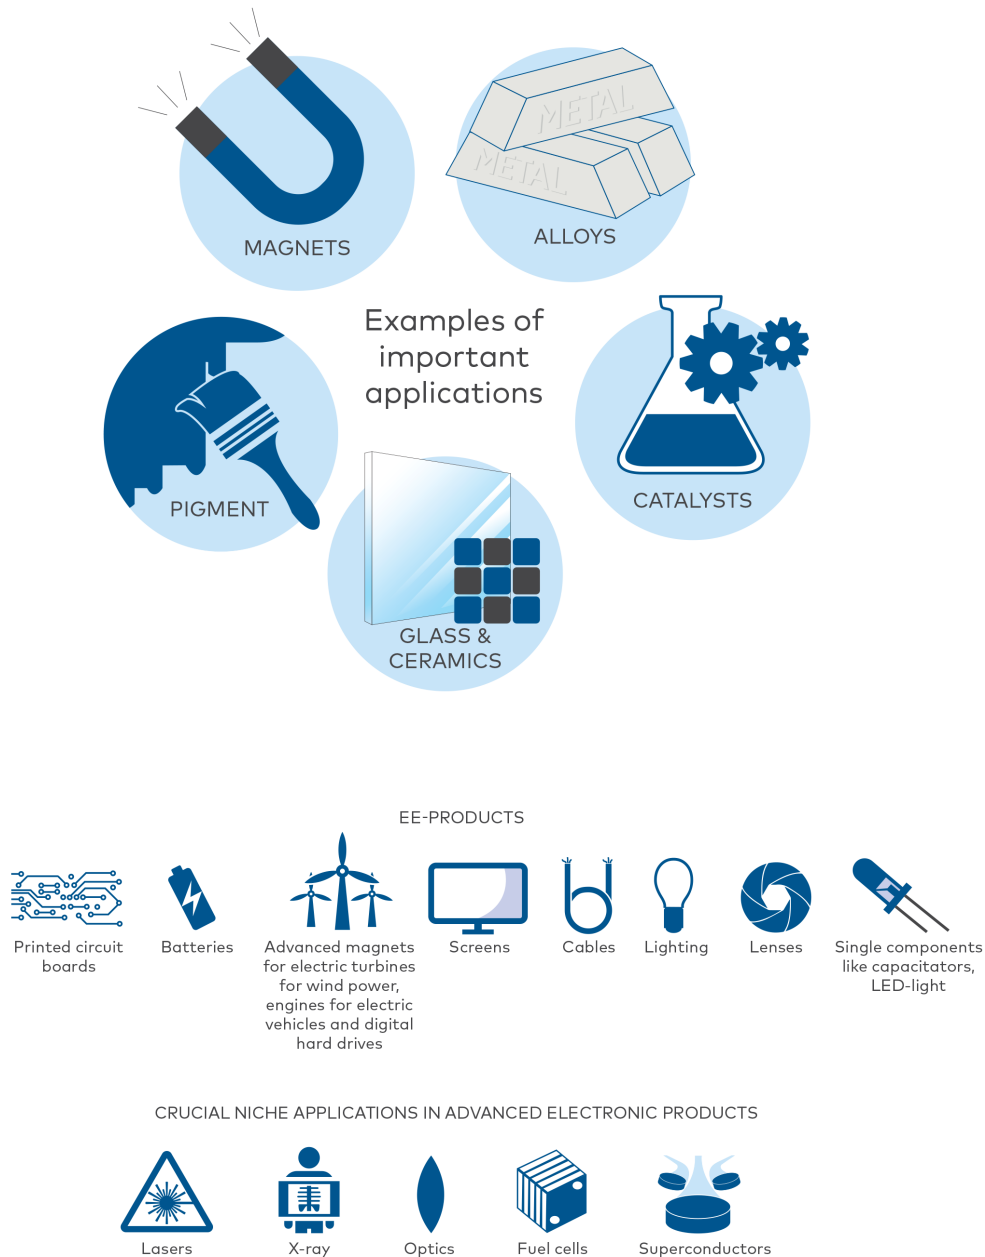 MAGNETS
METAL
METAL
ALLOYS
Examples of
important
applications
PIGMENT
CATALYSTS
GLASS &
CERAMICS
EE-PRODUCTS
Printed circuit
boards
Batteries
Advanced magnets
for electric turbines
for wind power,
engines for electric
vehicles and digital
hard drives
Screens
Cables
Lighting
Lenses
Single components
like capacitators,
LED-light
CRUCIAL NICHE APPLICATIONS IN ADVANCED ELECTRONIC PRODUCTS
Lasers
X-ray
Optics
Fuel cells
Superconductors